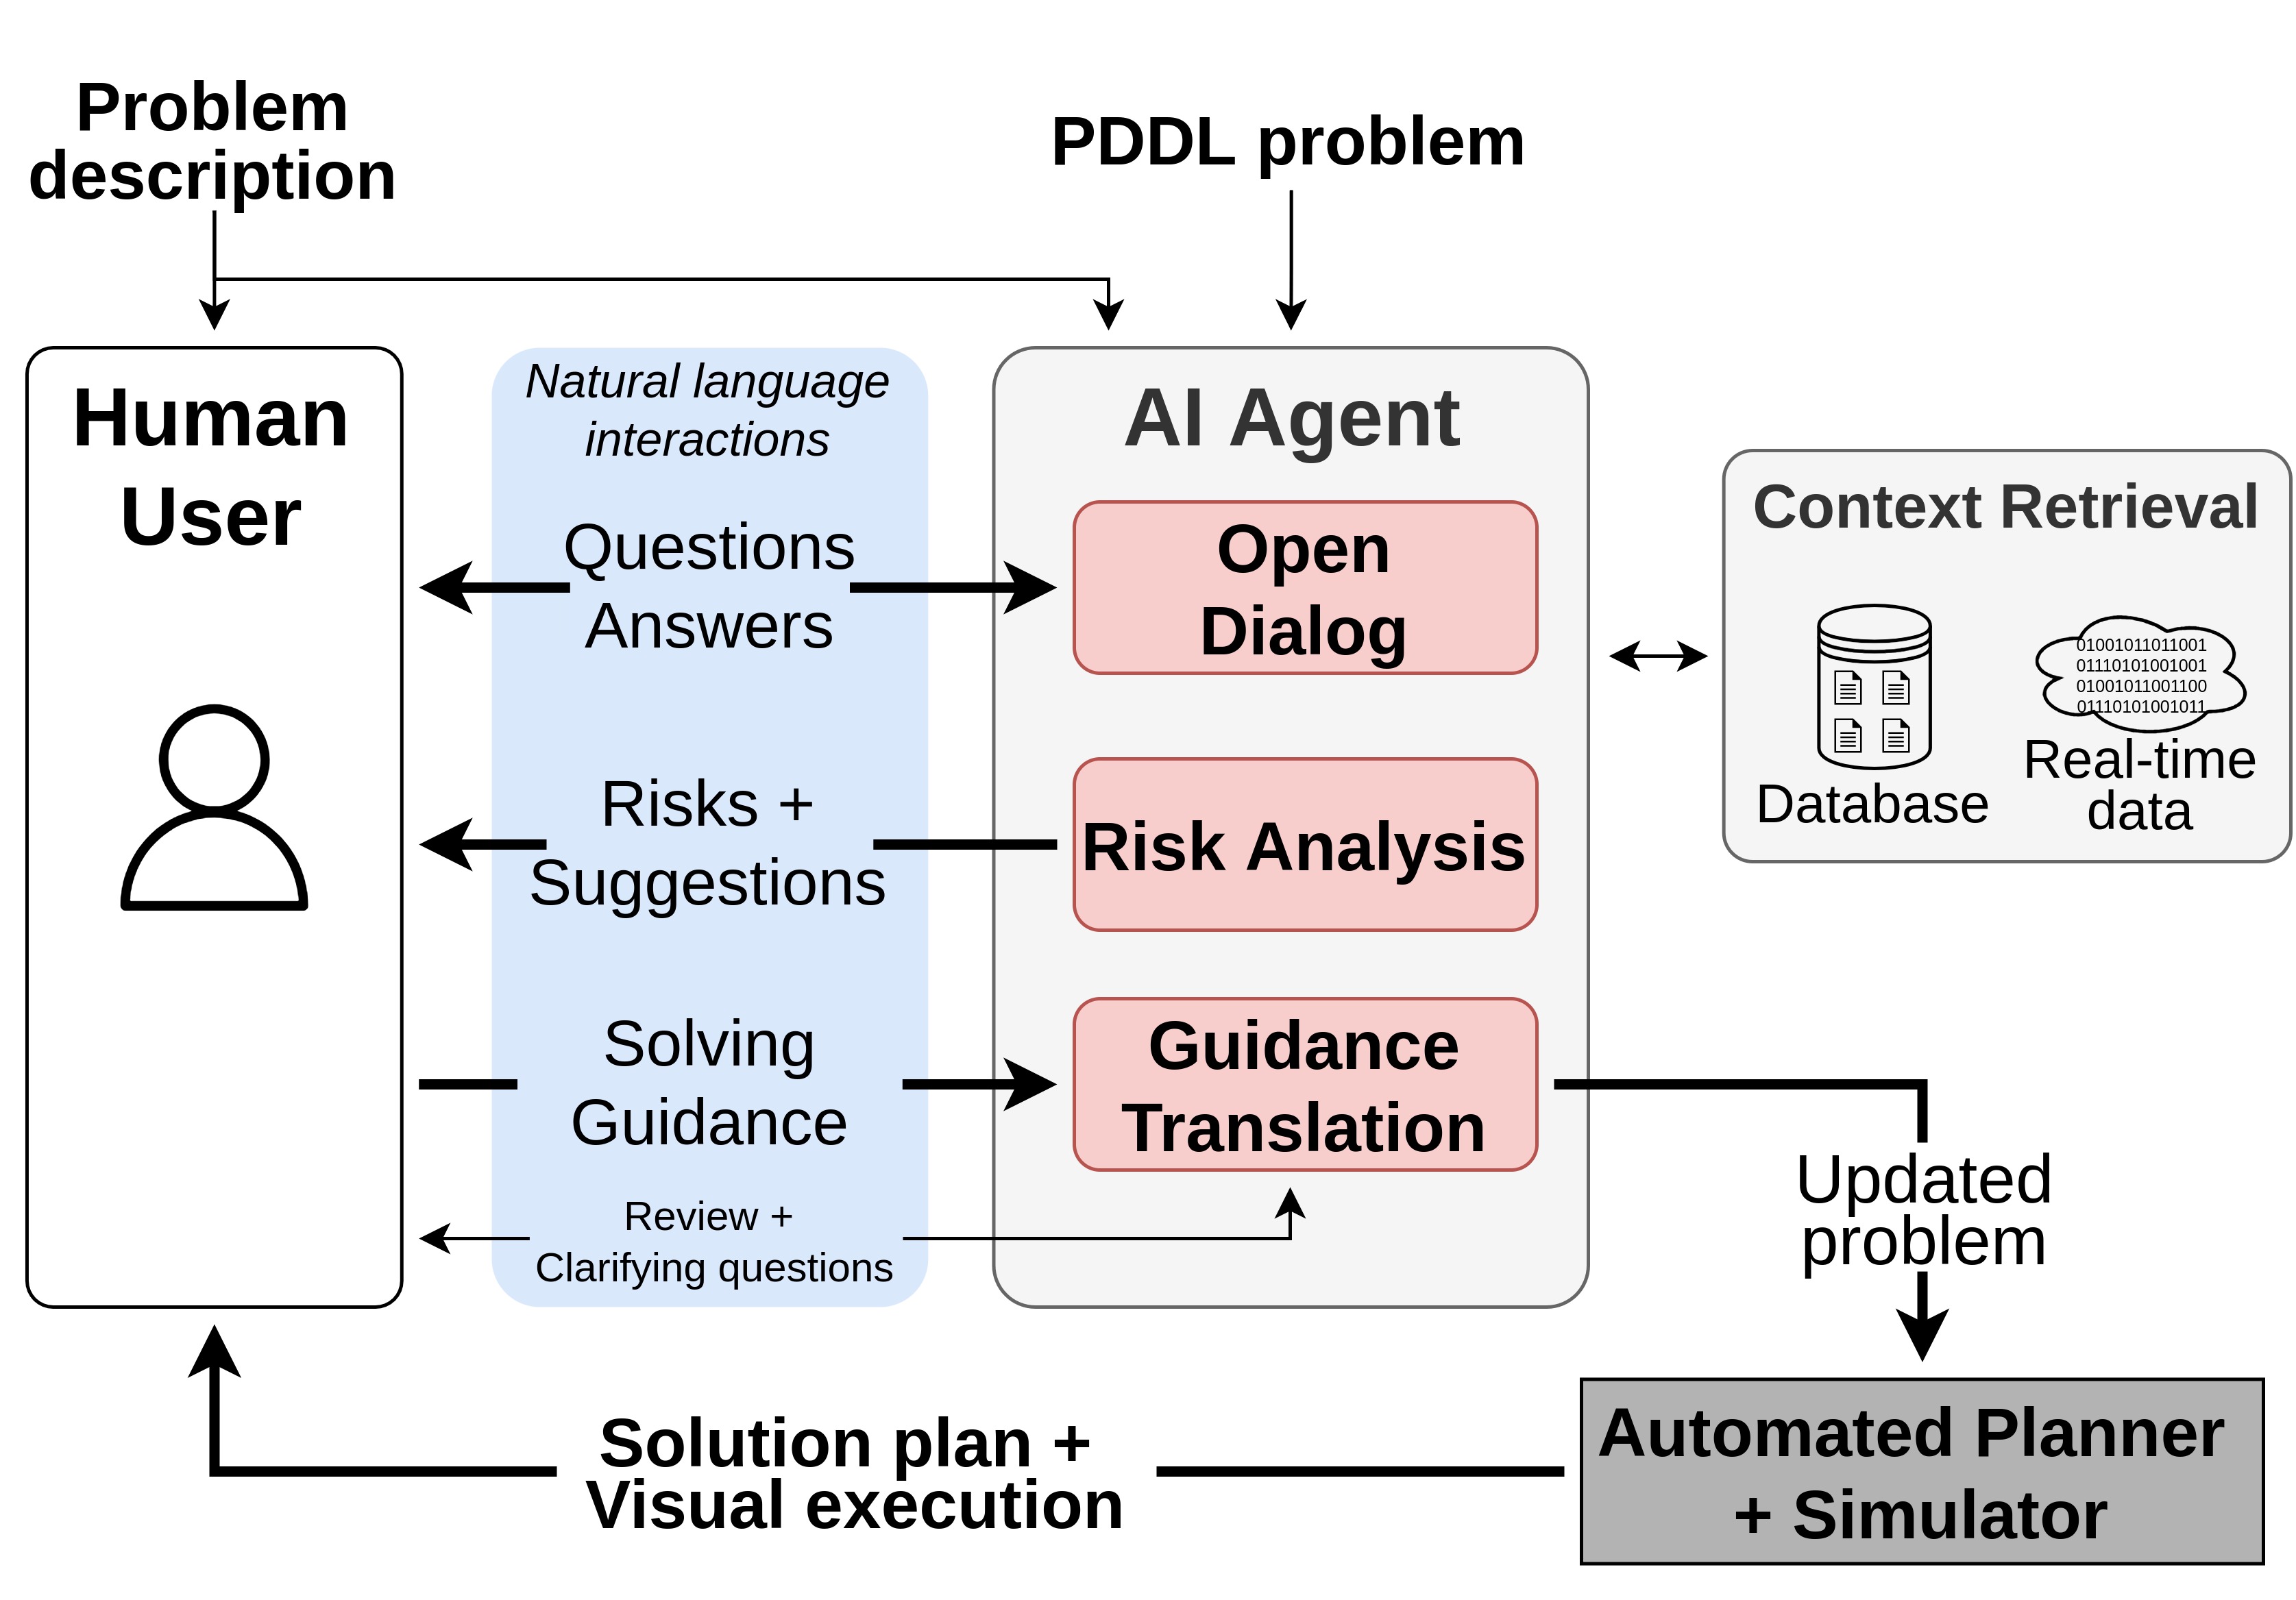 Problem
description
PDDL problem
Human
User
Natural language
interactions
Questions
Answers
Risks +
Suggestions
Solving
Guidance
Review +
Clarifying questions
AI Agent
Open
Dialog
Risk Analysis
Guidance
Translation
Context Retrieval
Database
01001011011001
01110101001001
01001011001100
01110101001011
Real-time
data
Updated
problem
Automated Planner
+ Simulator
Solution plan +
Visual execution